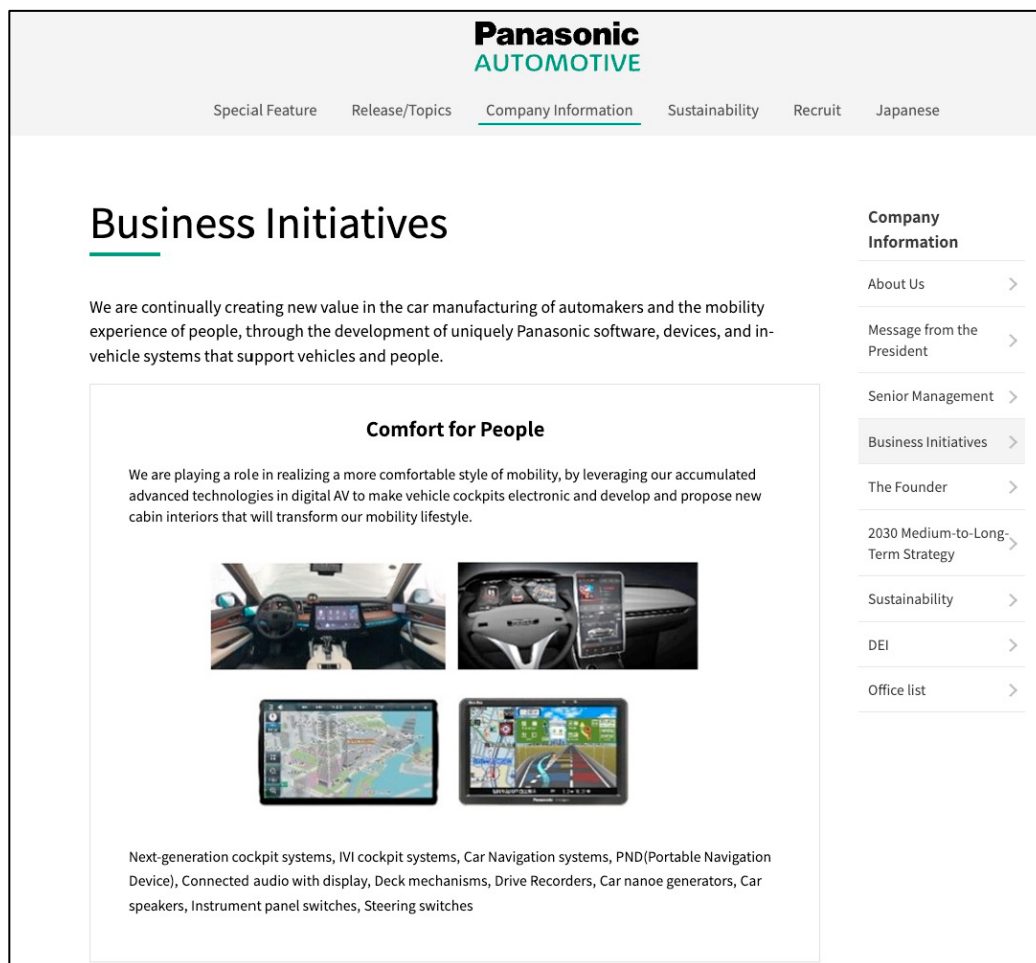 Panasonic
AUTOMOTIVE
Special Feature
Release/Topics
Company Information
Sustainability
Recruit
Japanese
Business Initiatives
We are continually creating new value in the car manufacturing of automakers and the mobility
experience of people, through the development of uniquely Panasonic software, devices, and in-
vehicle systems that support vehicles and people.
Comfort for People
We are playing a role in realizing a more comfortable style of mobility, by leveraging our accumulated
advanced technologies in digital AV to make vehicle cockpits electronic and develop and propose new
cabin interiors that will transform our mobility lifestyle.
Panasonic
Next-generation cockpit systems, IVI cockpit systems, Car Navigation systems, PND(Portable Navigation
Device), Connected audio with display, Deck mechanisms, Drive Recorders, Car nanoe generators, Car
speakers, Instrument panel switches, Steering switches
Company
Information
About Us
Message from the
President
Senior Management
Business Initiatives
The Founder
2030 Medium-to-Long-
Term Strategy
Sustainability
DEI
Office list